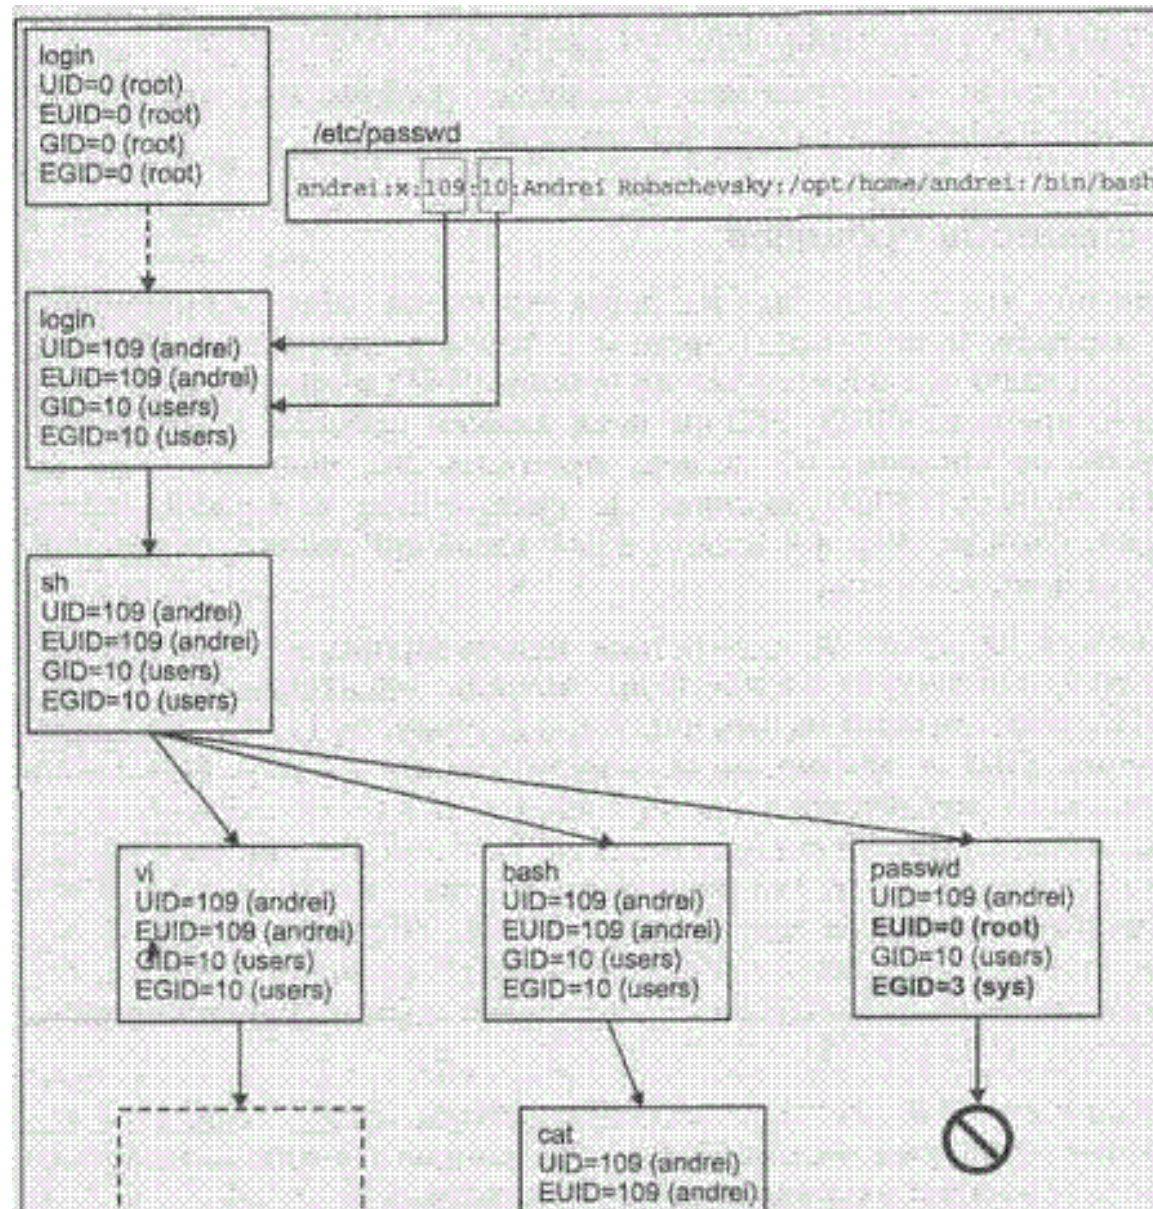 login
UID=0 (root)
EUID=0 (root)
GID=0 (root)
EGID=0 (root)
/etc/passwd
andrei:x:109:10:Andrei Robachevsky:/opt/home/andrei:/bin/bash
login
UID=109 (andrei)
EUID=109 (andrei)
GID=10 (users)
EGID=10 (users)
sh
UID=109 (andrei)
EUID=109 (andrei)
GID=10 (users)
EGID=10 (users)
vi
UID=109 (andrei)
EUID=109 (andrei)
GID=10 (users)
EGID=10 (users)
bash
UID=109 (andrei)
EUID=109 (andrei)
GID=10 (users)
EGID=10 (users)
passwd
UID=109 (andrei)
EUID=0 (root)
GID=10 (users)
EGID=3 (sys)
cat
UID=109 (andrei)
EUID=109 (andrei)